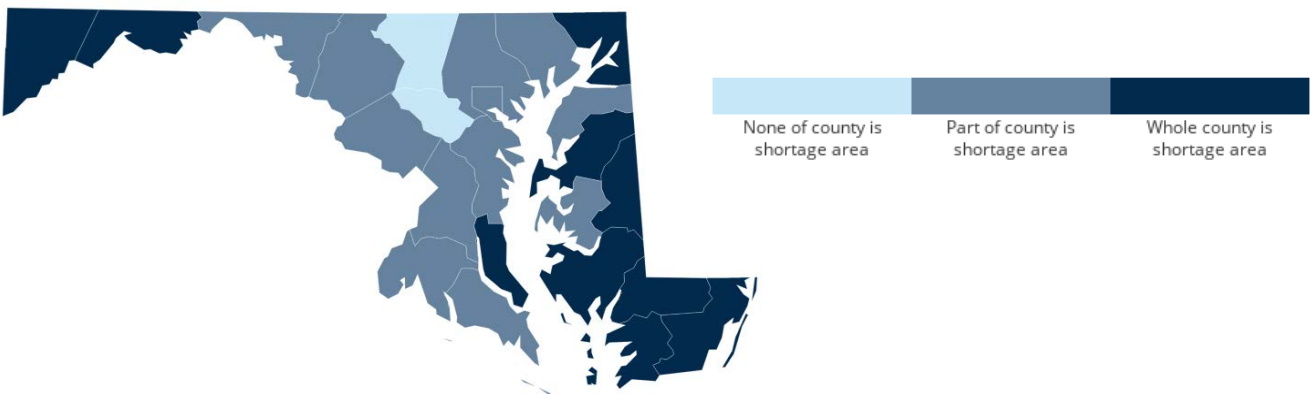 None of county is
shortage area
Part of county is
shortage area
Whole county is
shortage area